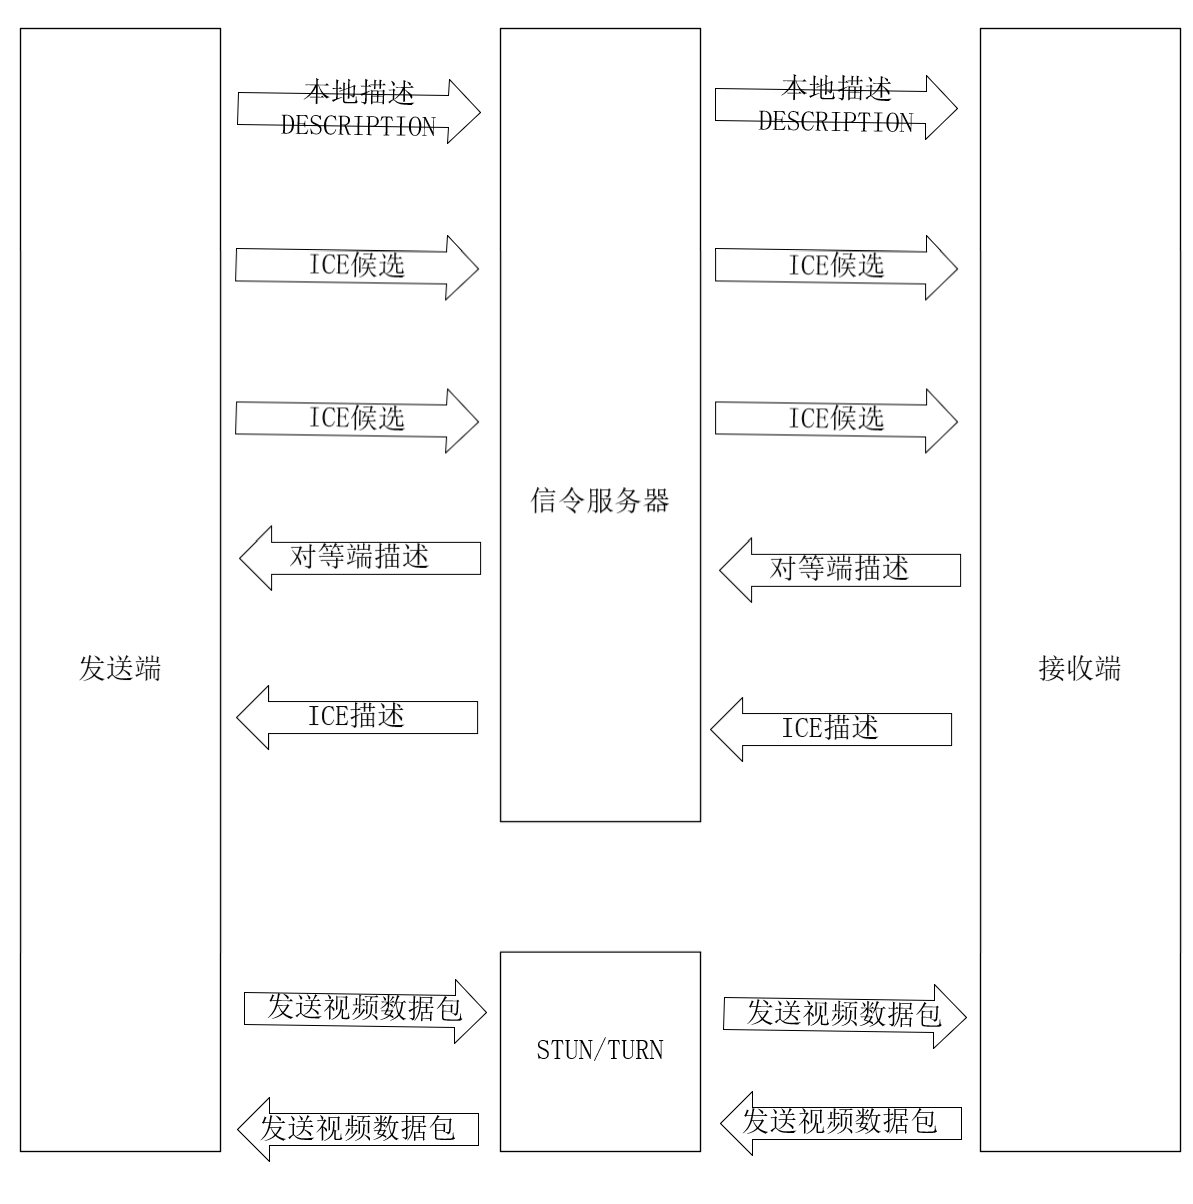 本地描述
DESCRIPTION
本地描述
DESCRIPTION
ICE候选
ICE候选
ICE候选
ICE候选
信令服务器
对等端描述
对等端描述
发送端
接收端
ICE描述
ICE描述
发送视频数据包
发送视频数据包
STUN/TURN
发送视频数据包
发送视频数据包